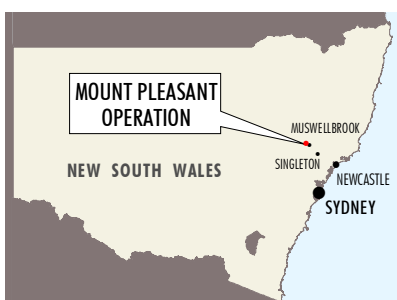 MOUNT PLEASANT
OPERATION
MUSWELLBROOK
SINGLETON
NEW SOUTH WALES
NEWCASTLE
SYDNEY